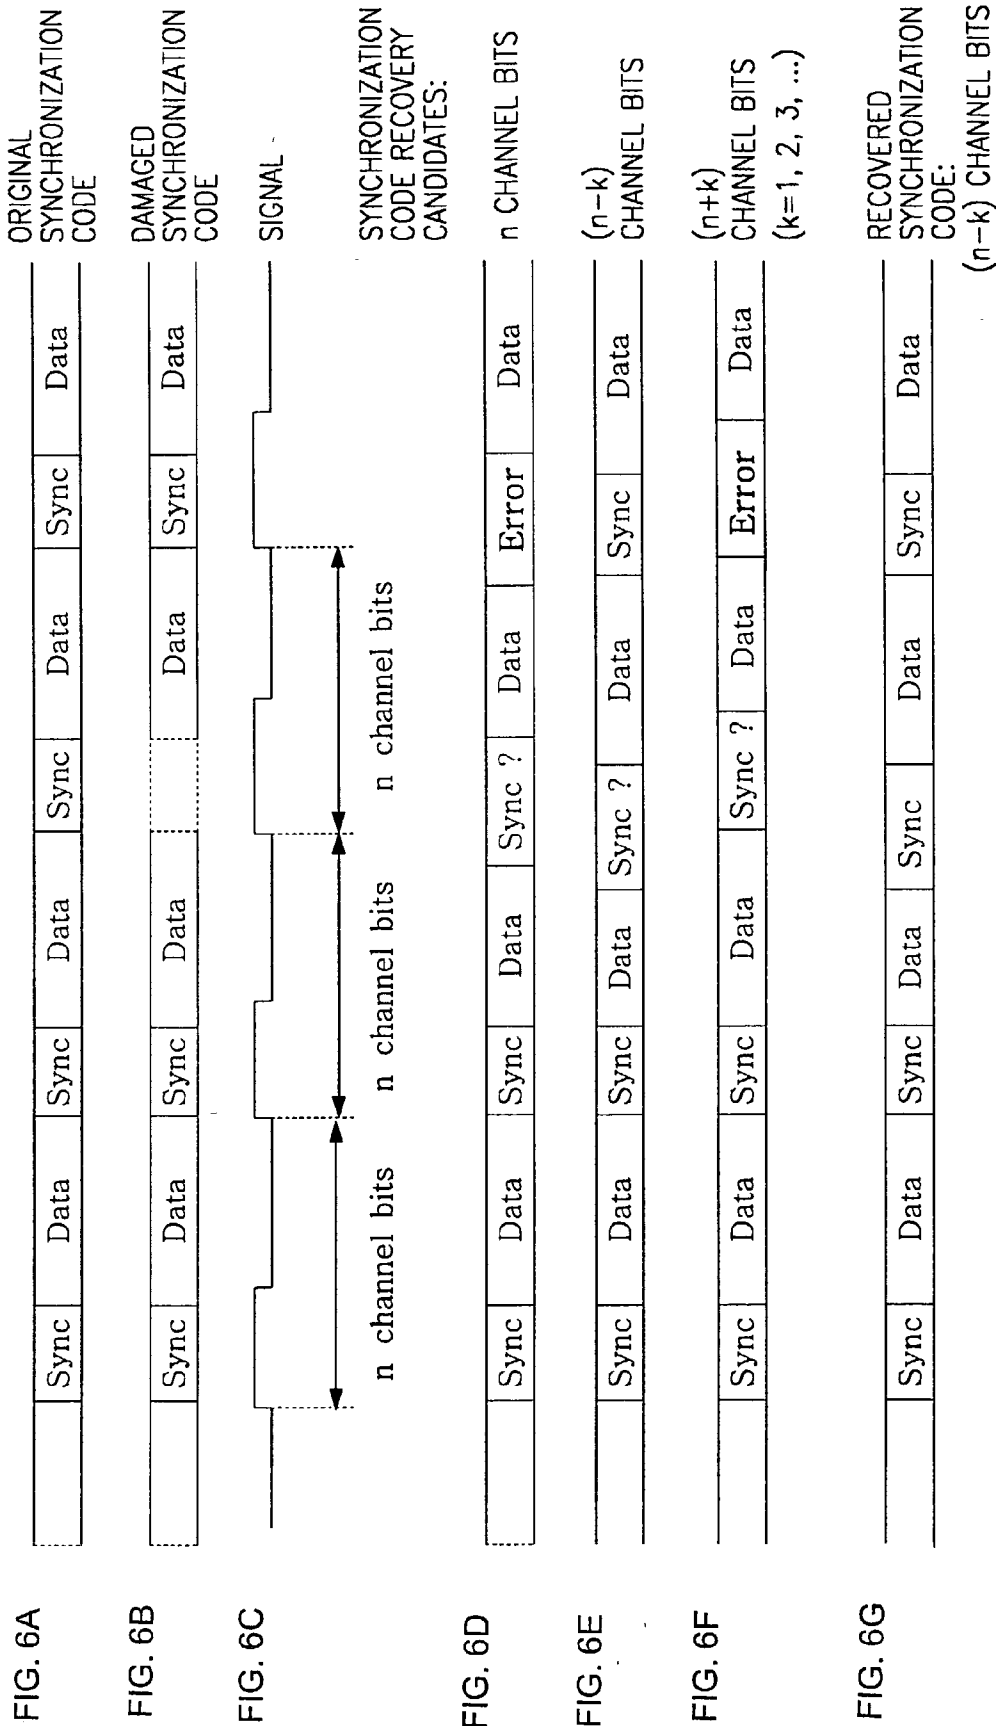 FIG. 6A
Sync Data Sync Data Sync Data Sync Data
ORIGINAL
SYNCHRONIZATION
CODE
FIG. 6B
Sync Data Sync Data Data Sync Data
DAMAGED
SYNCHRONIZATION
CODE
FIG. 6C
SIGNAL
n channel bits n channel bits n channel bits
SYNCHRONIZATION
CODE RECOVERY
CANDIDATES:
FIG. 6D
Sync Data Sync Data Sync ? Data Error Data
n CHANNEL BITS
FIG. 6E
Sync Data Sync Data Sync ? Data Sync Data
(n-k)
CHANNEL BITS
FIG. 6F
Sync Data Sync Data Sync ? Data Error Data
(n+k)
CHANNEL BITS
(k=1, 2, 3, ...)
FIG. 6G
Sync Data Sync Data Sync Data Sync Data
RECOVERED
SYNCHRONIZATION
CODE:
(n-k) CHANNEL BITS